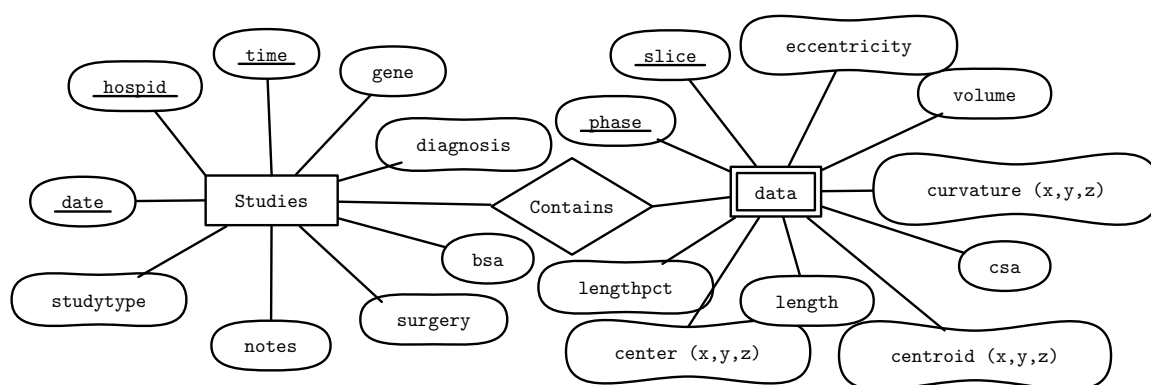 time
slice
eccentricity
hospid
gene
volume
phase
diagnosis
date
Studies
Contains
data
curvature (x,y,z)
bsa
csa
studytype
lengthpct
length
surgery
notes
center (x,y,z)
centroid (x,y,z)